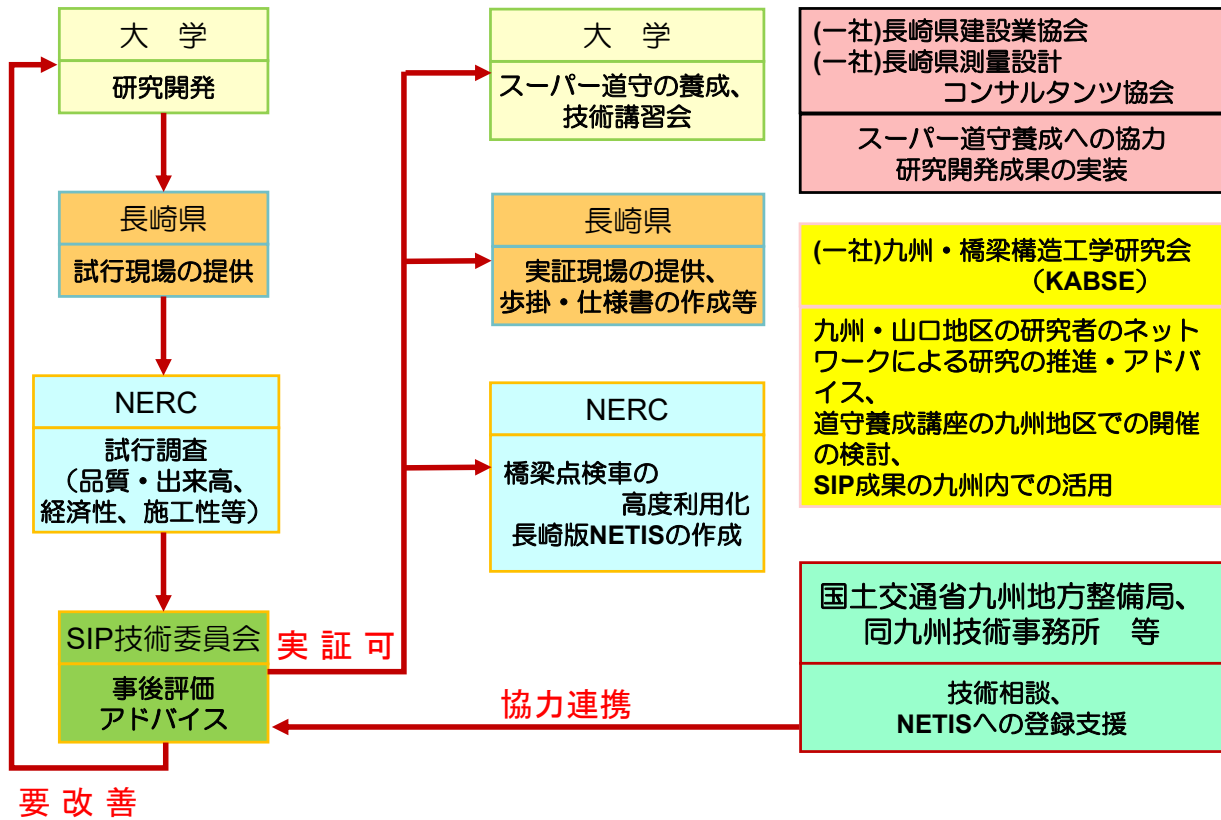 大　学
研究開発
長崎県
試行現場の提供
NERC
試行調査
（品質・出来高、
経済性、施工性等）
SIP技術委員会
事後評価
アドバイス
要 改 善
実 証 可
大　学
スーパー道守の養成、
技術講習会
長崎県
実証現場の提供、
歩掛・仕様書の作成等
NERC
橋梁点検車の
高度利用化
長崎版NETISの作成
協力連携
(一社)長崎県建設業協会
(一社)長崎県測量設計
コンサルタンツ協会
スーパー道守養成への協力
研究開発成果の実装
(一社)九州・橋梁構造工学研究会
（KABSE）
九州・山口地区の研究者のネット
ワークによる研究の推進・アドバ
イス、
道守養成講座の九州地区での開催
の検討、
SIP成果の九州内での活用
国土交通省九州地方整備局、
同九州技術事務所　等
技術相談、
NETISへの登録支援